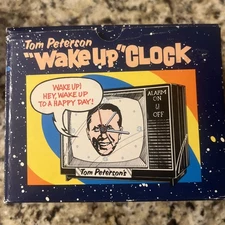 Tom Peterson
"Wake Up" CLOCK
WAKE UP!
HEY, WAKE UP
TO A HAPPY DAY!
ALARM
ON
OFF
Tom Peterson's